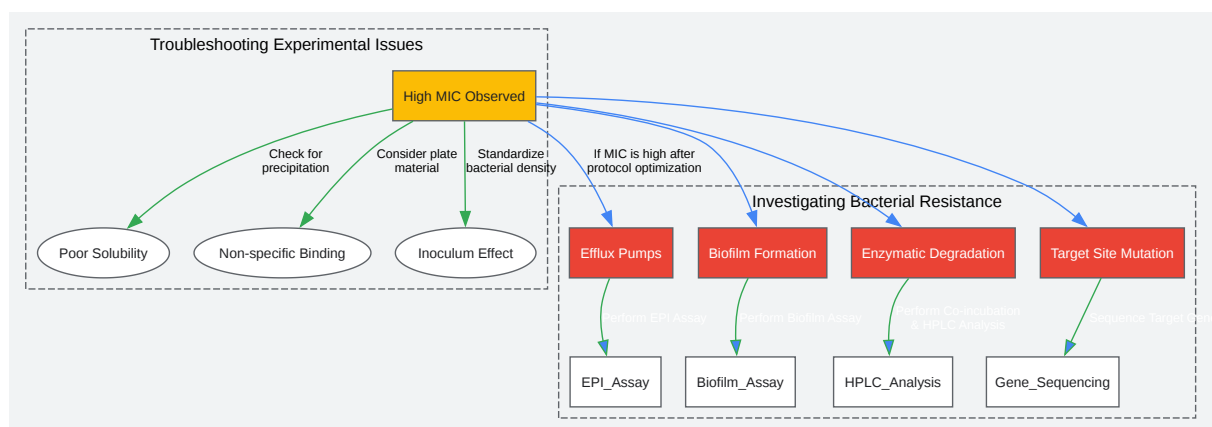 Troubleshooting Experimental Issues
High MIC Observed
Check for
precipitation
Consider plate
material
Standardize
bacterial density
If MIC is high after
protocol optimization
Investigating Bacterial Resistance
Poor Solubility
Non-specific Binding
Inoculum Effect
Efflux Pumps
Biofilm Formation
Enzymatic Degradation
Target Site Mutation
Perform EPI Assay
Perform Biofilm Assay
Perform Co-incubation
& HPLC Analysis
Sequence Target
EPI_Assay
Biofilm_Assay
HPLC_Analysis
Gene_Sequencing